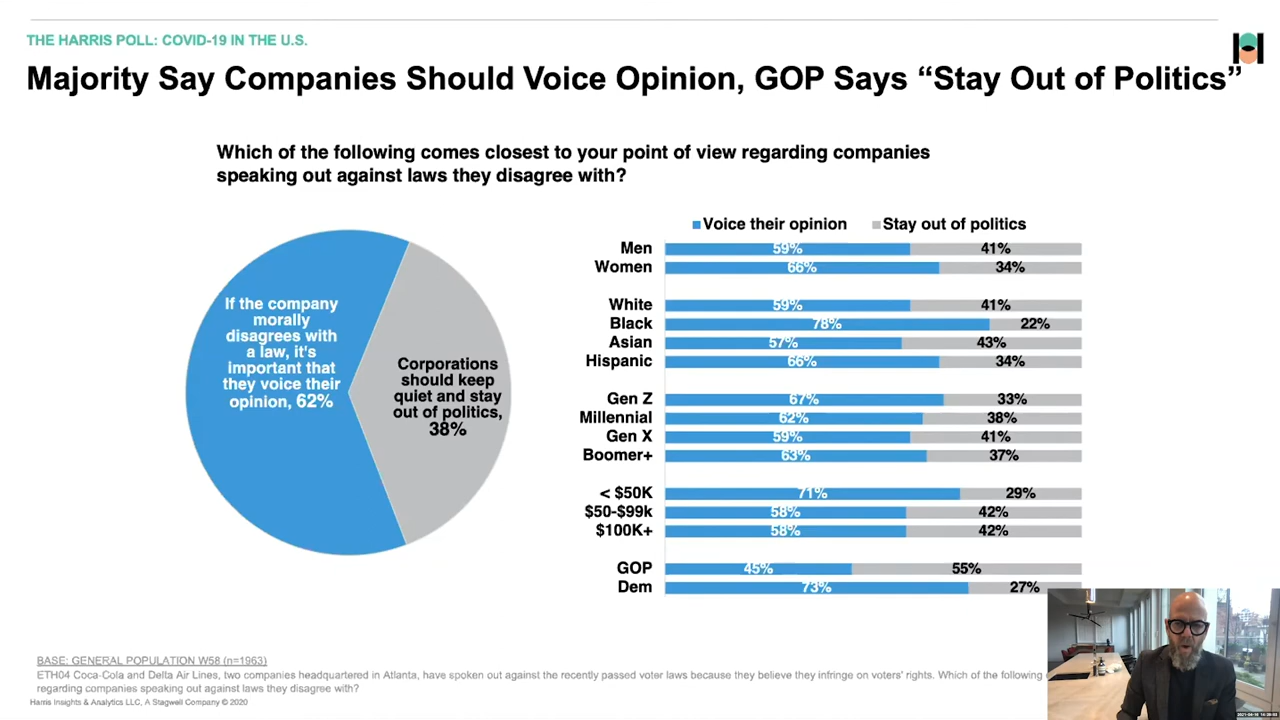 THE HARRIS POLL: COVID-19 IN THE U.S.
Majority Say Companies Should Voice Opinion, GOP Says “Stay Out of Politics”
Which of the following comes closest to your point of view regarding companies
speaking out against laws they disagree with?
If the company
morally
disagrees with
a law, it's
important that
they voice their
opinion, 62%
Corporations
should keep
quiet and stay
out of politics,
38%
Voice their opinion Stay out of politics
Men 59% 41%
Women 66% 34%
White 59% 41%
Black 78% 22%
Asian 57% 43%
Hispanic 66% 34%
Gen Z 67% 33%
Millennial 62% 38%
Gen X 59% 41%
Boomer+ 63% 37%
< $50K 71% 29%
$50-$99k 58% 42%
$100K+ 58% 42%
GOP 45% 55%
Dem 73% 27%
BASE: GENERAL POPULATION W58 (n=1963)
ETH04 Coca-Cola and Delta Air Lines, two companies headquartered in Atlanta, have spoken out against the recently passed voter laws because they believe they infringe on voters' rights. Which of the following
regarding companies speaking out against laws they disagree with?
Harris Insights & Analytics LLC, A Stagwell Company © 2020